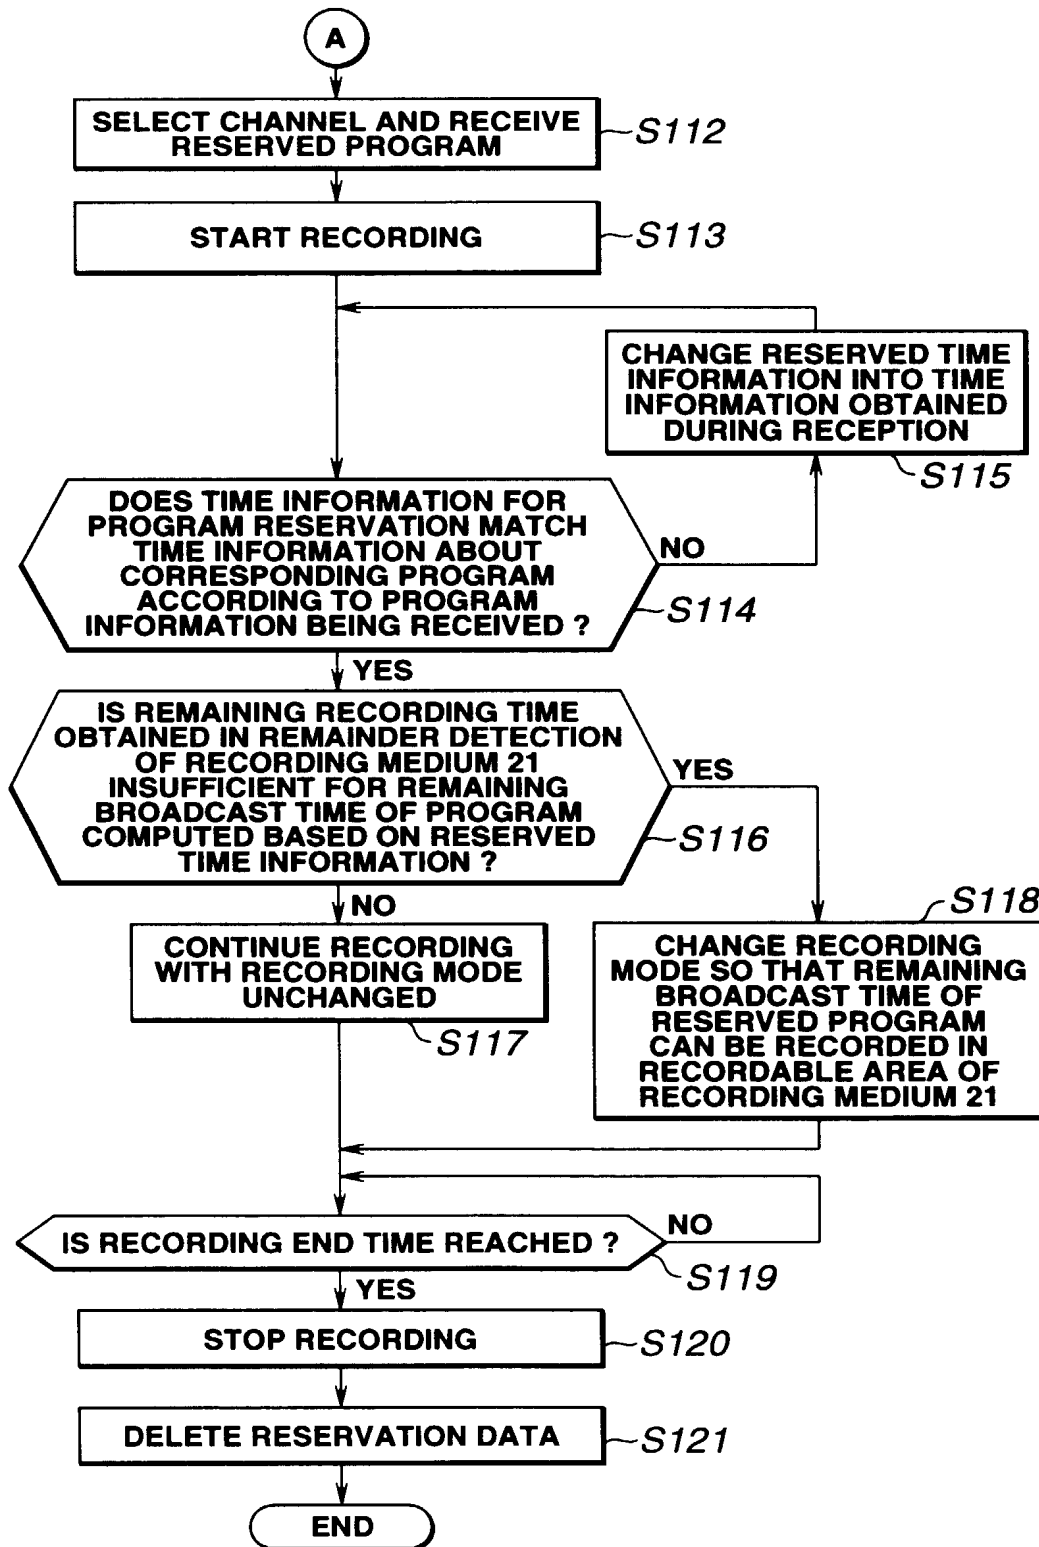 A
SELECT CHANNEL AND RECEIVE
RESERVED PROGRAM
S112
START RECORDING
S113
CHANGE RESERVED TIME
INFORMATION INTO TIME
INFORMATION OBTAINED
DURING RECEPTION
S115
DOES TIME INFORMATION FOR
PROGRAM RESERVATION MATCH
TIME INFORMATION ABOUT
CORRESPONDING PROGRAM
ACCORDING TO PROGRAM
INFORMATION BEING RECEIVED ?
NO
S114
YES
IS REMAINING RECORDING TIME
OBTAINED IN REMAINDER DETECTION
OF RECORDING MEDIUM 21
INSUFFICIENT FOR REMAINING
BROADCAST TIME OF PROGRAM
COMPUTED BASED ON RESERVED
TIME INFORMATION ?
YES
S116
NO
CONTINUE RECORDING
WITH RECORDING MODE
UNCHANGED
S117
S118
CHANGE RECORDING
MODE SO THAT REMAINING
BROADCAST TIME OF
RESERVED PROGRAM
CAN BE RECORDED IN
RECORDABLE AREA OF
RECORDING MEDIUM 21
IS RECORDING END TIME REACHED ?
NO
S119
YES
STOP RECORDING
S120
DELETE RESERVATION DATA
S121
END